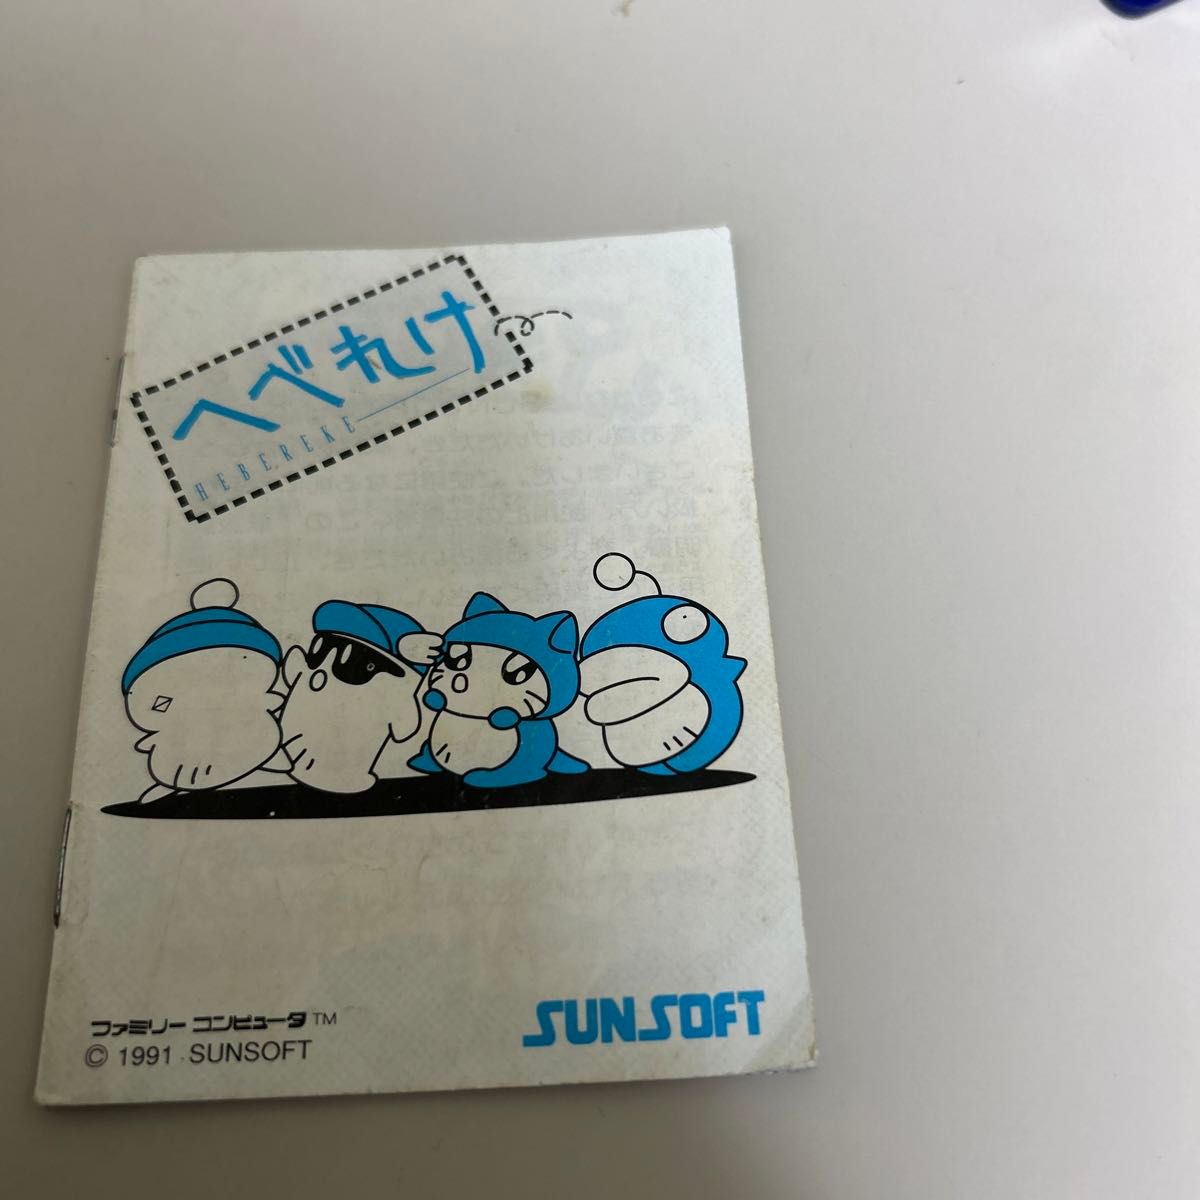 へべれけ
HEBEREKE
ファミリー コンピュータ™
© 1991 SUNSOFT
SUNSOFT